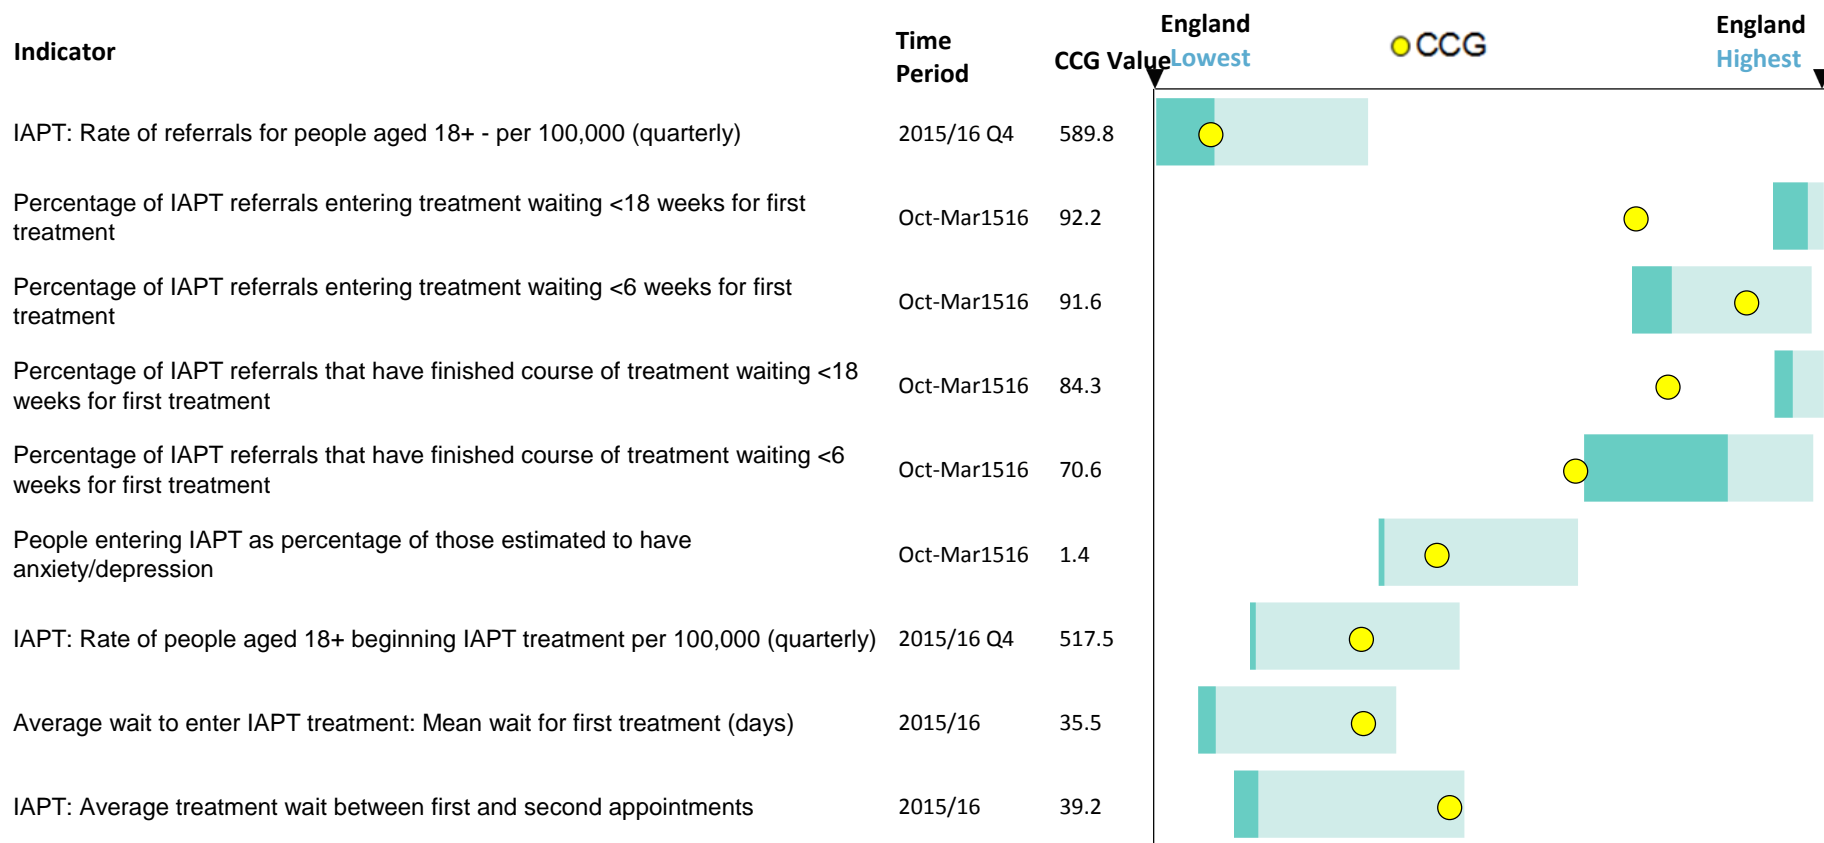 Indicator
Time
Period
CCG Value
England
Lowest
CCG
England
Highest
IAPT: Rate of referrals for people aged 18+ - per 100,000 (quarterly) 2015/16 Q4 589.8
Percentage of IAPT referrals entering treatment waiting <18 weeks for first
treatment
Oct-Mar1516 92.2
Percentage of IAPT referrals entering treatment waiting <6 weeks for first
treatment
Oct-Mar1516 91.6
Percentage of IAPT referrals that have finished course of treatment waiting <18
weeks for first treatment
Oct-Mar1516 84.3
Percentage of IAPT referrals that have finished course of treatment waiting <6
weeks for first treatment
Oct-Mar1516 70.6
People entering IAPT as percentage of those estimated to have
anxiety/depression
Oct-Mar1516 1.4
IAPT: Rate of people aged 18+ beginning IAPT treatment per 100,000 (quarterly) 2015/16 Q4 517.5
Average wait to enter IAPT treatment: Mean wait for first treatment (days) 2015/16 35.5
IAPT: Average treatment wait between first and second appointments 2015/16 39.2